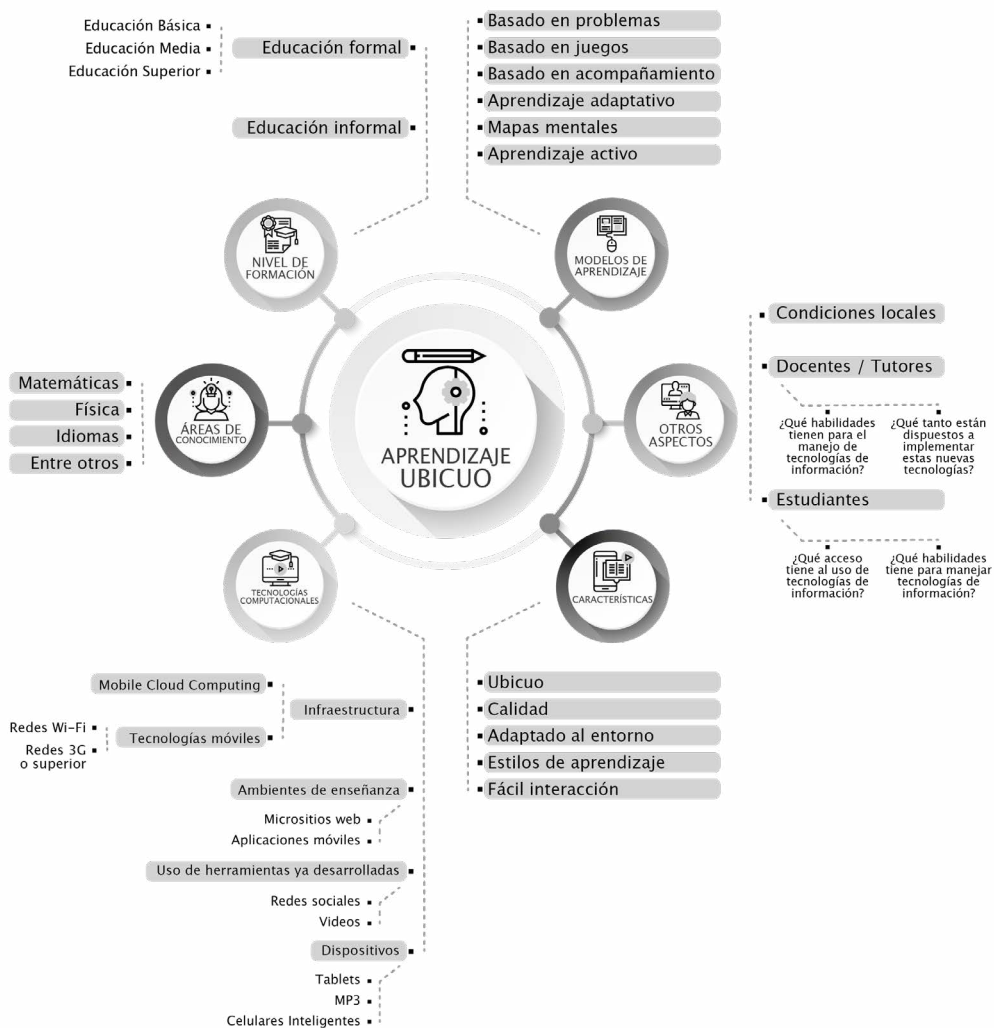 Educación Básica
Educación Media
Educación Superior
Educación formal
Educación informal
Basado en problemas
Basado en juegos
Basado en acompañamiento
Aprendizaje adaptativo
Mapas mentales
Aprendizaje activo
NIVEL DE
FORMACIÓN
MODELOS DE
APRENDIZAJE
Matemáticas
Física
Idiomas
Entre otros
ÁREAS DE
CONOCIMIENTO
APRENDIZAJE
UBICUO
OTROS
ASPECTOS
Condiciones locales
Docentes / Tutores
¿Qué habilidades
tienen para el
manejo de
tecnologías de
información?
¿Qué tanto están
dispuestos a
implementar
estas nuevas
tecnologías?
Estudiantes
¿Qué acceso
tiene al uso de
tecnologías de
información?
¿Qué habilidades
tiene para manejar
tecnologías de
información?
TECNOLOGÍAS
COMPUTACIONALES
CARACTERÍSTICAS
Mobile Cloud Computing
Infraestructura
Redes Wi-Fi
Tecnologías móviles
Redes 3G
o superior
Ambientes de enseñanza
Micrositios web
Aplicaciones móviles
Uso de herramientas ya desarrolladas
Redes sociales
Videos
Dispositivos
Tablets
MP3
Celulares Inteligentes
Ubicuo
Calidad
Adaptado al entorno
Estilos de aprendizaje
Fácil interacción